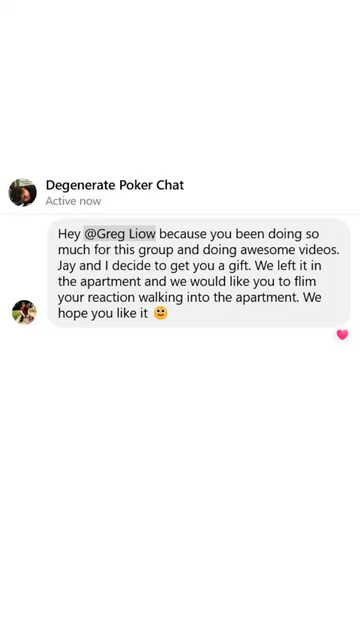 Degenerate Poker Chat
Active now
Hey @Greg Liow because you been doing so
much for this group and doing awesome videos.
Jay and I decide to get you a gift. We left it in
the apartment and we would like you to flim
your reaction walking into the apartment. We
hope you like it 🙂